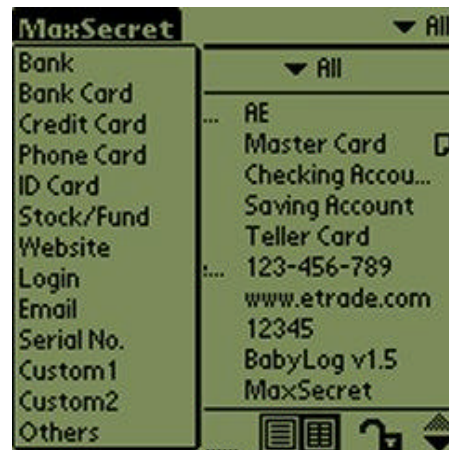 MaxSecret
All
Bank
Bank Card
Credit Card
Phone Card
ID Card
Stock/Fund
Website
Login
Email
Serial No.
Custom1
Custom2
Others
All
... AE
Master Card
Checking Accou...
Saving Account
Teller Card
... 123-456-789
www.etrade.com
12345
BabyLog v1.5
MaxSecret